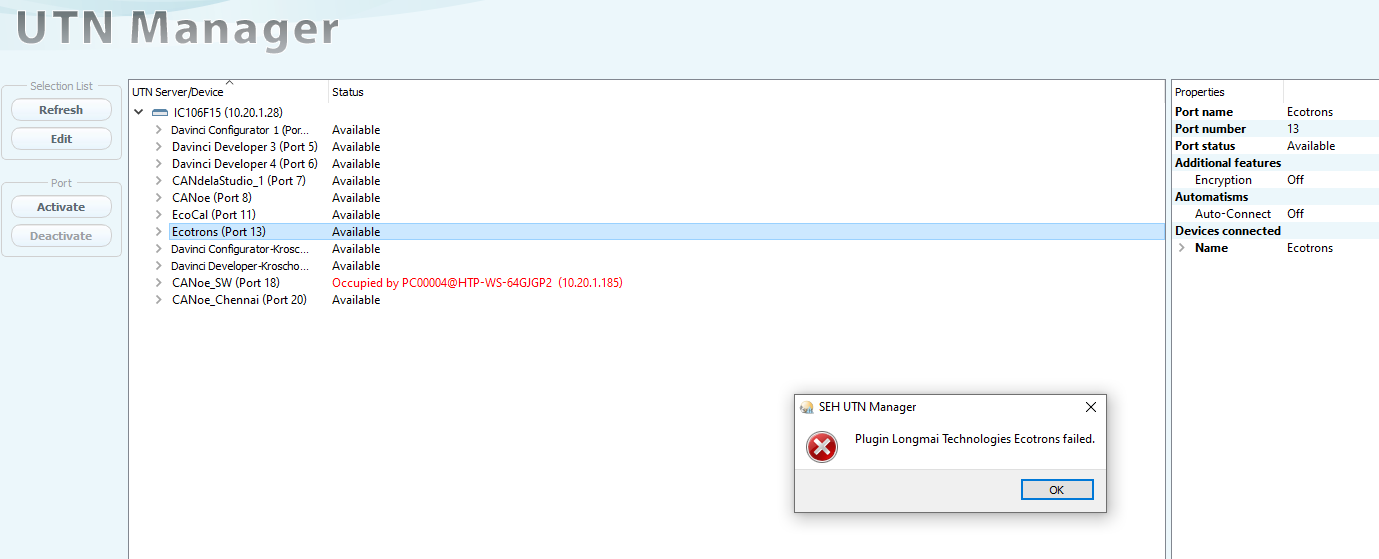 UTN Manager
Selection List
Refresh
Edit
Port
Activate
Deactivate
UTN Server/Device Status
IC106F15 (10.20.1.28)
Davinci Configurator 1 (Por... Available
Davinci Developer 3 (Port 5) Available
Davinci Developer 4 (Port 6) Available
CANdelaStudio_1 (Port 7) Available
CANoe (Port 8) Available
EcoCal (Port 11) Available
Ecotrons (Port 13) Available
Davinci Configurator-Krosc... Available
Davinci Developer-Kroscho... Available
CANoe_SW (Port 18) Occupied by PC00004@HTP-WS-64GJGP2 (10.20.1.185)
CANoe_Chennai (Port 20) Available
Properties
Port name Ecotrons
Port number 13
Port status Available
Additional features
Encryption Off
Automatisms
Auto-Connect Off
Devices connected
Name Ecotrons
SEH UTN Manager
Plugin Longmai Technologies Ecotrons failed.
OK